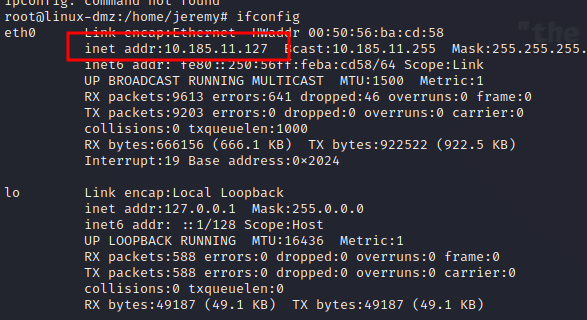 ipconfig: command not found
root@linux-dmz:/home/jeremy# ifconfig
eth0 Link encap:Ethernet HWaddr 00:50:56:ba:cd:58
inet addr:10.185.11.127 Bcast:10.185.11.255 Mask:255.255.255.
inet6 addr: fe80::250:56ff:feba:cd58/64 Scope:Link
UP BROADCAST RUNNING MULTICAST MTU:1500 Metric:1
RX packets:9613 errors:641 dropped:46 overruns:0 frame:0
TX packets:9203 errors:0 dropped:0 overruns:0 carrier:0
collisions:0 txqueuelen:1000
RX bytes:666156 (666.1 KB) TX bytes:922522 (922.5 KB)
Interrupt:19 Base address:0×2024
lo Link encap:Local Loopback
inet addr:127.0.0.1 Mask:255.0.0.0
inet6 addr: ::1/128 Scope:Host
UP LOOPBACK RUNNING MTU:16436 Metric:1
RX packets:588 errors:0 dropped:0 overruns:0 frame:0
TX packets:588 errors:0 dropped:0 overruns:0 carrier:0
collisions:0 txqueuelen:0
RX bytes:49187 (49.1 KB) TX bytes:49187 (49.1 KB)
"the